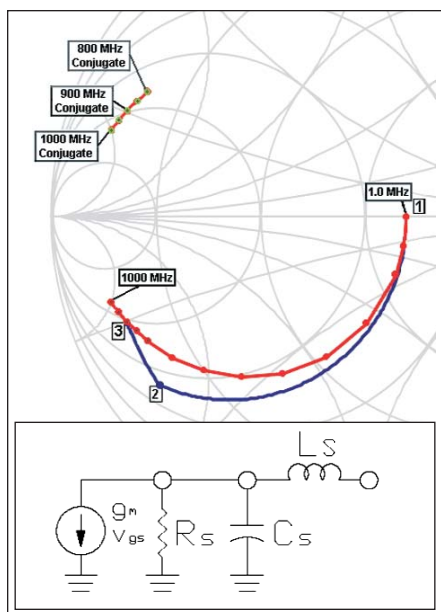 800 MHz
Conjugate
900 MHz
Conjugate
1000 MHz
Conjugate
1.0 MHz
1
1000 MHz
3
2
Ls
gm
Vgs
Rs
Cs